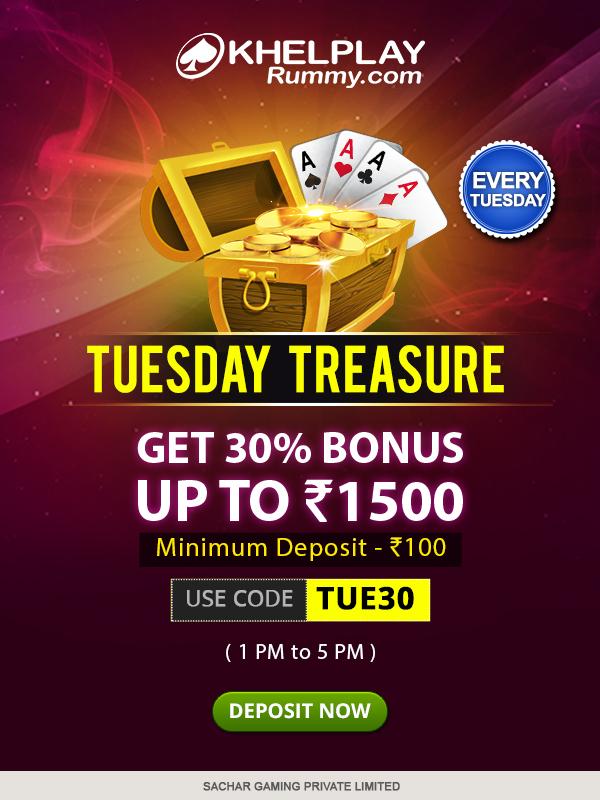 KHELPLAY
Rummy.com
A
A
A
A
EVERY
TUESDAY
TUESDAY TREASURE
GET 30% BONUS
UP TO ₹1500
Minimum Deposit - ₹100
USE CODE TUE30
( 1 PM to 5 PM )
DEPOSIT NOW
SACHAR GAMING PRIVATE LIMITED